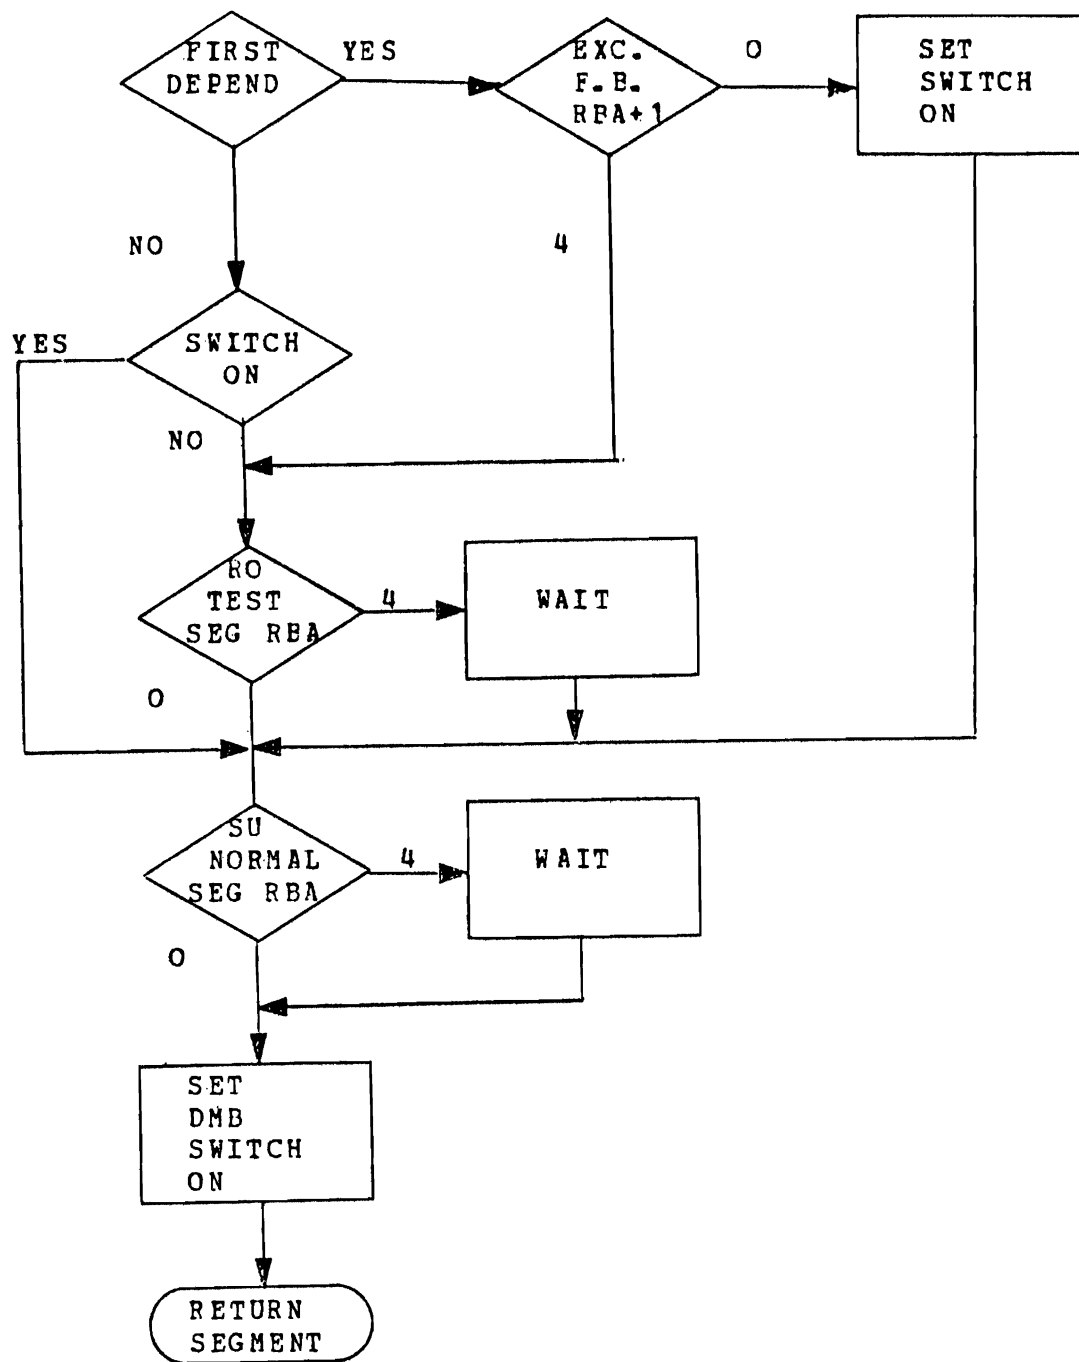 FIRST
DEPEND
YES
EXC.
F.B.
RBA+1
0
SET
SWITCH
ON
NO
4
YES
SWITCH
ON
NO
RO
TEST
SEG RBA
4
WAIT
0
SU
NORMAL
SEG RBA
4
WAIT
0
SET
DMB
SWITCH
ON
RETURN
SEGMENT